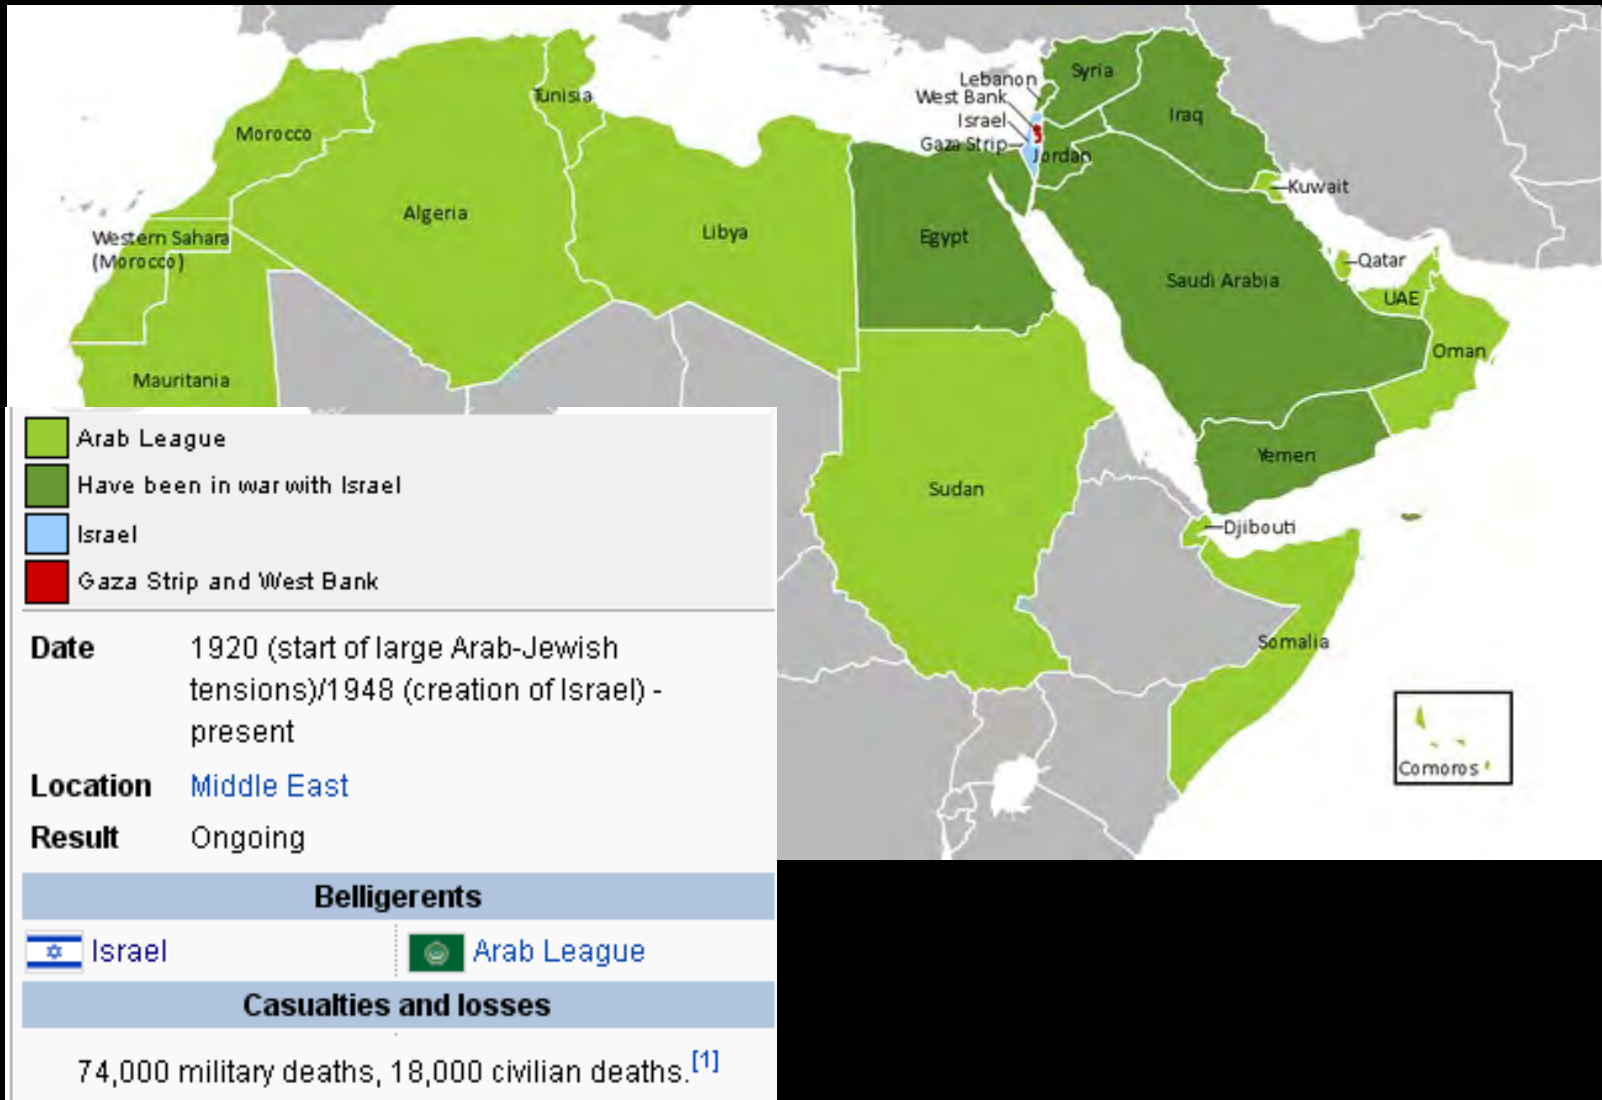 Syria
Lebanon
West Bank
Tunisia
Iraq
Israel
Morocco
Gaza Strip
Jordan
Kuwait
Algeria
Libya
Egypt
Western Sahara
(Morocco)
Qatar
Saudi Arabia
UAE
Oman
Mauritania
Yemen
Sudan
Djibouti
Somalia
Comoros
Arab League
Have been in war with Israel
Israel
Gaza Strip and West Bank
Date 1920 (start of large Arab-Jewish
tensions)/1948 (creation of Israel) -
present
Location Middle East
Result Ongoing
Belligerents
Israel Arab League
Casualties and losses
74,000 military deaths, 18,000 civilian deaths.[1]